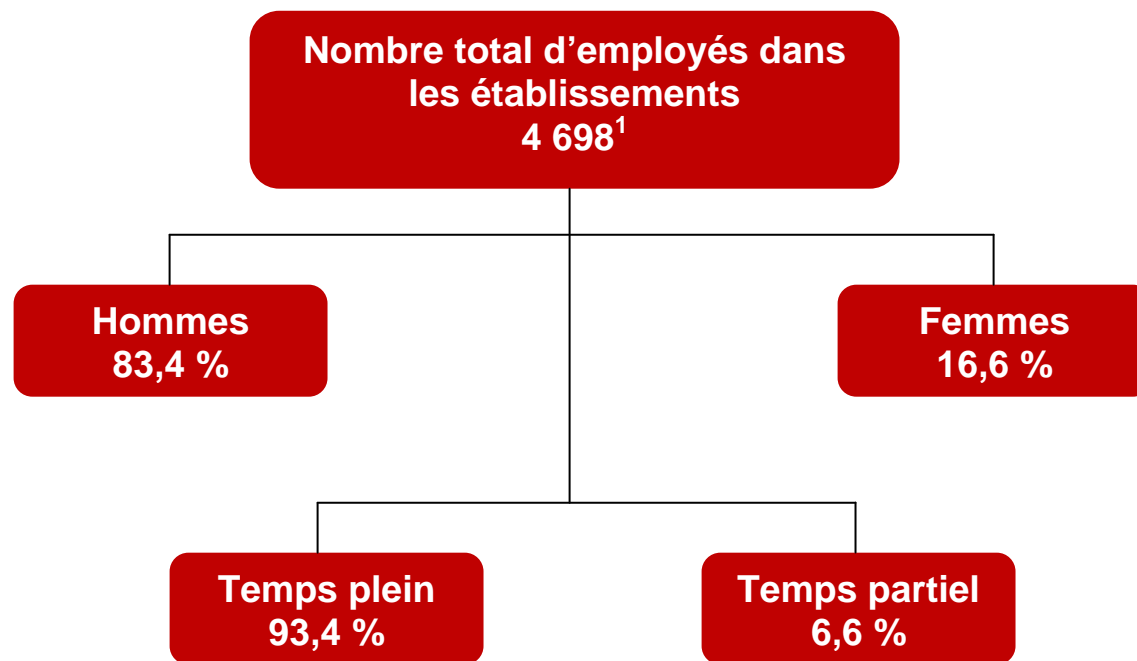 Nombre total d’employés dans
les établissements
4 698¹
Hommes
83,4 %
Femmes
16,6 %
Temps plein
93,4 %
Temps partiel
6,6 %